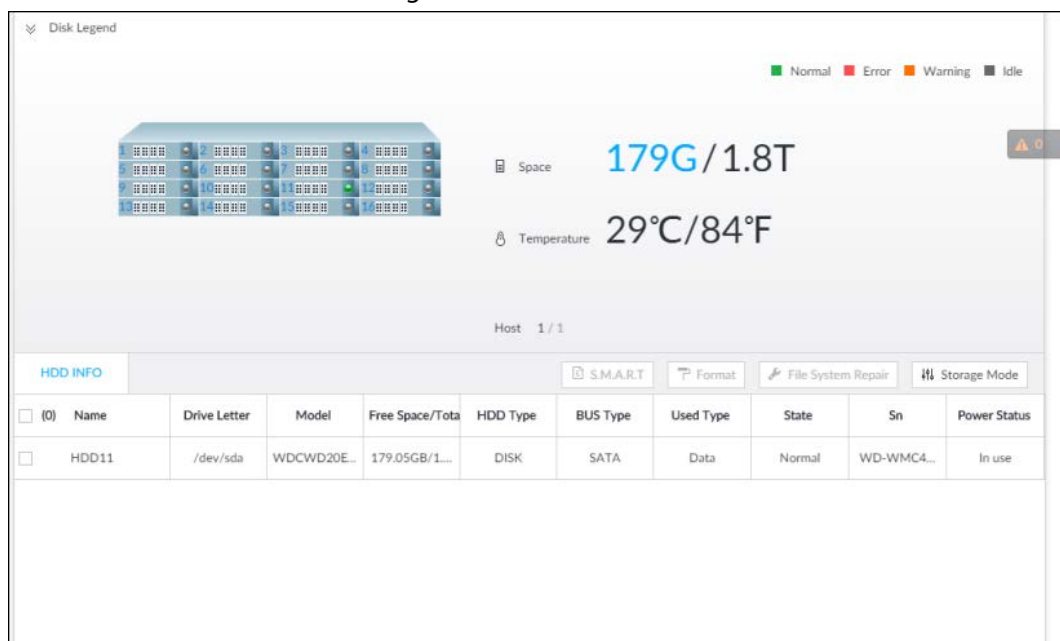 Disk Legend
Normal Error Warning Idle
1 2 3 4
5 6 7 8
9 10 11 12
13 14 15 16
Space 179G/1.8T
0
Temperature 29℃/84℉
Host 1 / 1
HDD INFO S.M.A.R.T Format File System Repair Storage Mode
(0) Name Drive Letter Model Free Space/Tota HDD Type BUS Type Used Type State Sn Power Status
HDD11 /dev/sda WDCWD20E... 179.05GB/1.... DISK SATA Data Normal WD-WMC4... In use